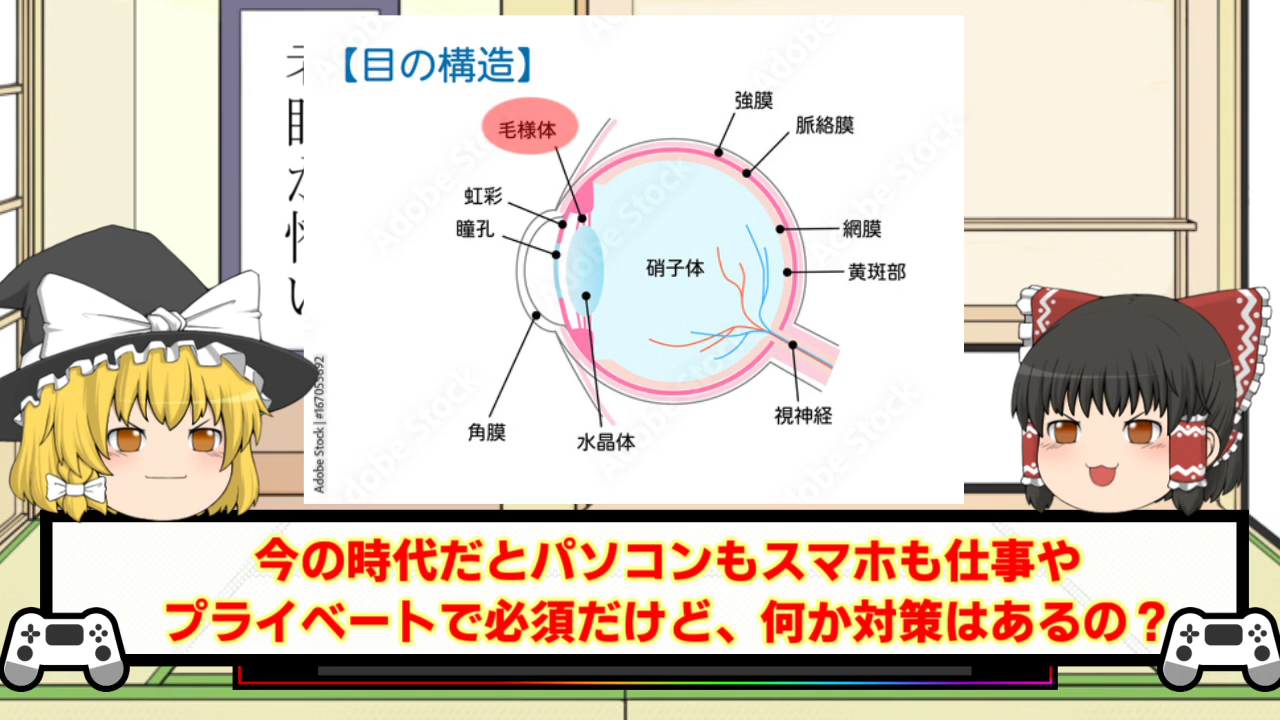 【目の構造】
毛様体
強膜
脈絡膜
虹彩
瞳孔
網膜
硝子体
黄斑部
角膜
水晶体
視神経
Adobe Stock
今の時代だとパソコンもスマホも仕事や
プライベートで必須だけど、何か対策はあるの？